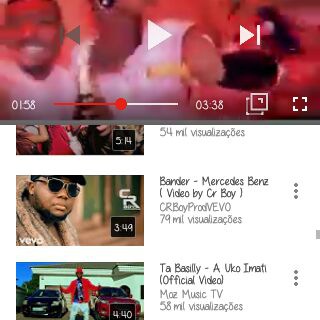 01:58
03:38
5:14
54 mil visualizações
Bander - Mercedes Benz
( Video by Cr Boy )
CRBoyProdVEVO
79 mil visualizações
CR
vevo
3:49
Ta Basilly - A Uko Imati
(Official Video)
Moz Music TV
58 mil visualizações
4:40